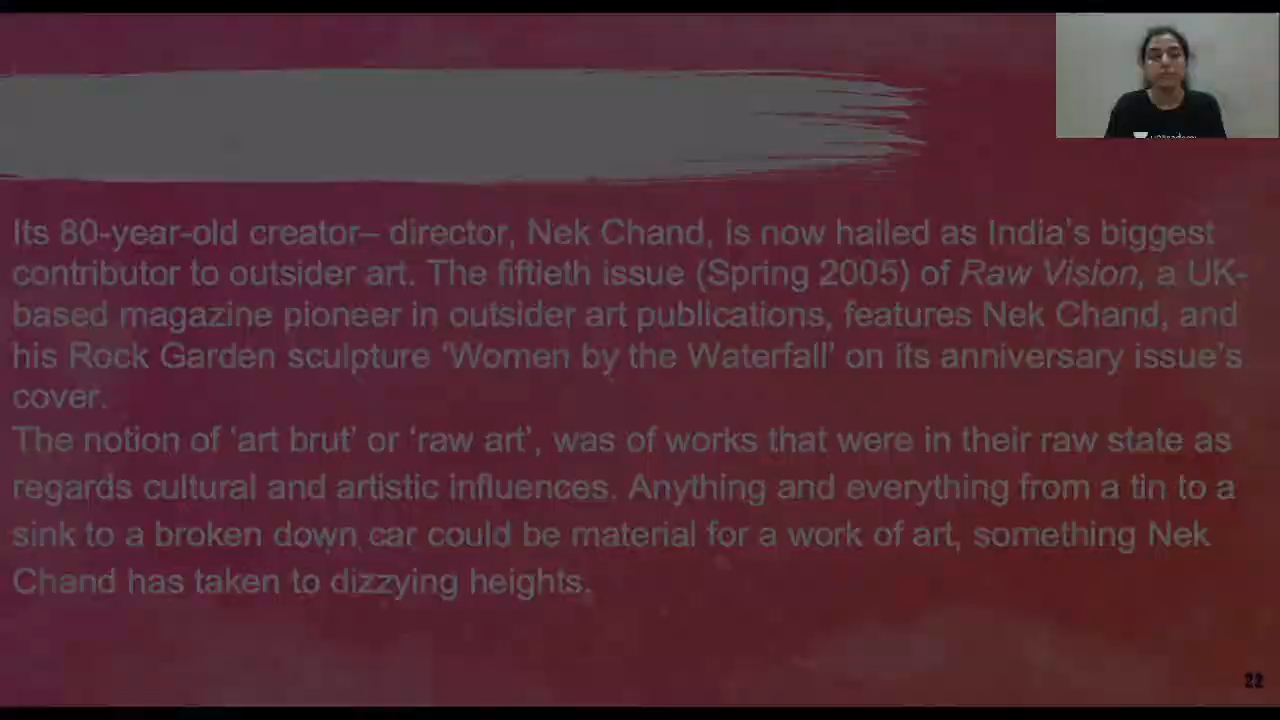 Its 80-year-old creator– director, Nek Chand, is now hailed as India’s biggest
contributor to outsider art. The fiftieth issue (Spring 2005) of Raw Vision, a UK-
based magazine pioneer in outsider art publications, features Nek Chand, and
his Rock Garden sculpture ‘Women by the Waterfall’ on its anniversary issue’s
cover.
The notion of ‘art brut’ or ‘raw art’, was of works that were in their raw state as
regards cultural and artistic influences. Anything and everything from a tin to a
sink to a broken down car could be material for a work of art, something Nek
Chand has taken to dizzying heights.
22